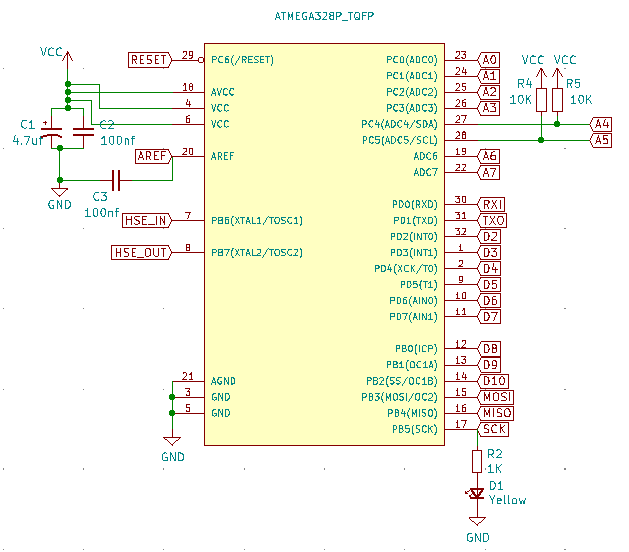 ATMEGA328P_TQFP
VCC
RESET 29 PC6(/RESET) PC0(ADC0) 23 A0
PC1(ADC1) 24 A1
18 AVCC PC2(ADC2) 25 A2
4 VCC PC3(ADC3) 26 A3
6 VCC PC4(ADC4/SDA) 27 A4
PC5(ADC5/SCL) 28 A5
VCC VCC
R4 R5
10K 10K
C1 C2
4.7uf 100nf
AREF 20 AREF ADC6 19 A6
ADC7 22 A7
C3
100nf
GND
PD0(RXD) 30 RXI
HSE_IN 7 PB6(XTAL1/TOSC1) PD1(TXD) 31 TXO
PD2(INT0) 32 D2
HSE_OUT 8 PB7(XTAL2/TOSC2) PD3(INT1) 1 D3
PD4(XCK/T0) 2 D4
PD5(T1) 9 D5
PD6(AIN0) 10 D6
PD7(AIN1) 11 D7
PB0(ICP) 12 D8
PB1(OC1A) 13 D9
21 AGND PB2(SS/OC1B) 14 D10
3 GND PB3(MOSI/OC2) 15 MOSI
5 GND PB4(MISO) 16 MISO
PB5(SCK) 17 SCK
GND
R2
1K
D1
Yellow
GND